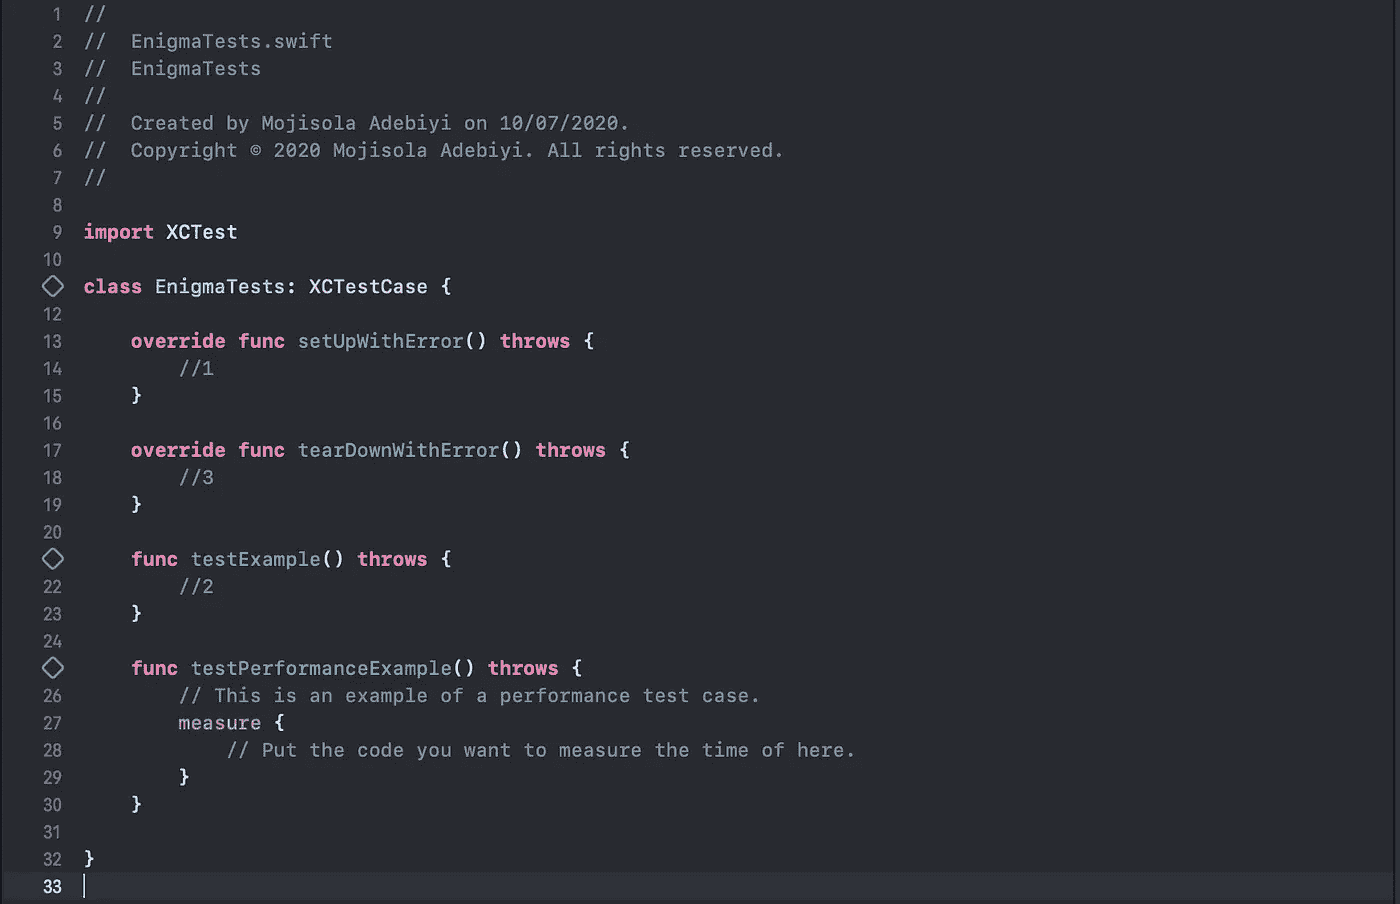 1 //
2 //  EnigmaTests.swift
3 //  EnigmaTests
4 //
5 //  Created by Mojisola Adebiyi on 10/07/2020.
6 //  Copyright © 2020 Mojisola Adebiyi. All rights reserved.
7 //
8
9 import XCTest
10
class EnigmaTests: XCTestCase {
12
13     override func setUpWithError() throws {
14         //1
15     }
16
17     override func tearDownWithError() throws {
18         //3
19     }
20
func testExample() throws {
22         //2
23     }
24
func testPerformanceExample() throws {
26         // This is an example of a performance test case.
27         measure {
28             // Put the code you want to measure the time of here.
29         }
30     }
31
32 }
33